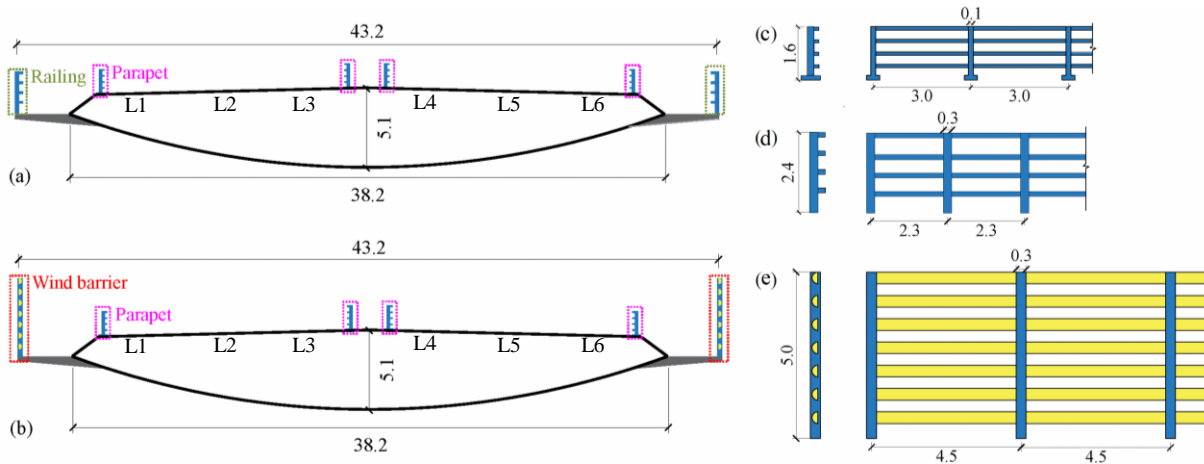 43.2
Railing
Parapet
L1 L2 L3 L4 L5 L6
5.1
(a)
38.2
43.2
Wind barrier
Parapet
L1 L2 L3 L4 L5 L6
5.1
(b)
38.2
(c)
0.1
1.6
3.0 3.0
(d)
0.3
2.4
2.3 2.3
(e)
0.3
5.0
4.5 4.5